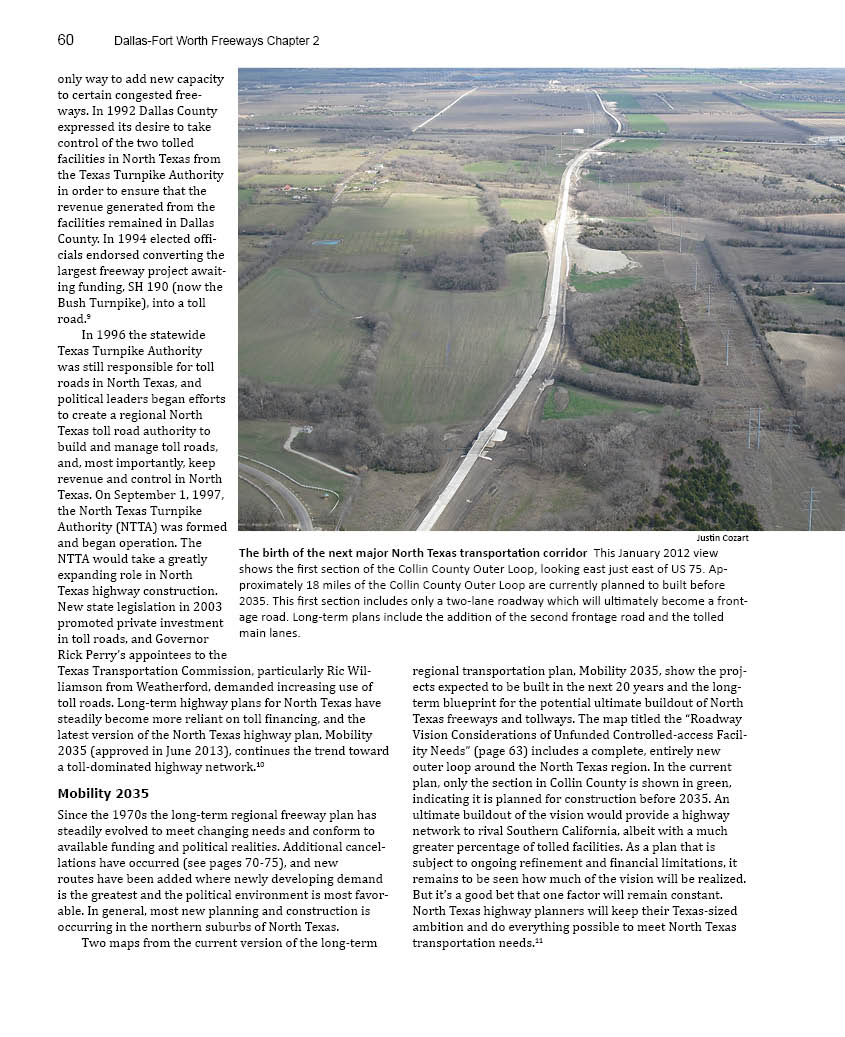 60 Dallas-Fort Worth Freeways Chapter 2
only way to add new capacity
to certain congested free-
ways. In 1992 Dallas County
expressed its desire to take
control of the two tolled
facilities in North Texas from
the Texas Turnpike Authority
in order to ensure that the
revenue generated from the
facilities remained in Dallas
County. In 1994 elected offi-
cials endorsed converting the
largest freeway project await-
ing funding, SH 190 (now the
Bush Turnpike), into a toll
road.⁹
In 1996 the statewide
Texas Turnpike Authority
was still responsible for toll
roads in North Texas, and
political leaders began efforts
to create a regional North
Texas toll road authority to
build and manage toll roads,
and, most importantly, keep
revenue and control in North
Texas. On September 1, 1997,
the North Texas Turnpike
Authority (NTTA) was formed
and began operation. The
NTTA would take a greatly
expanding role in North
Texas highway construction.
New state legislation in 2003
promoted private investment
in toll roads, and Governor
Rick Perry's appointees to the
Texas Transportation Commission, particularly Ric Wil-
liamson from Weatherford, demanded increasing use of
toll roads. Long-term highway plans for North Texas have
steadily become more reliant on toll financing, and the
latest version of the North Texas highway plan, Mobility
2035 (approved in June 2013), continues the trend toward
a toll-dominated highway network.¹⁰
Mobility 2035
Since the 1970s the long-term regional freeway plan has
steadily evolved to meet changing needs and conform to
available funding and political realities. Additional cancel-
lations have occurred (see pages 70-75), and new
routes have been added where newly developing demand
is the greatest and the political environment is most favor-
able. In general, most new planning and construction is
occurring in the northern suburbs of North Texas.
Two maps from the current version of the long-term
Justin Cozart
The birth of the next major North Texas transportation corridor This January 2012 view
shows the first section of the Collin County Outer Loop, looking east just east of US 75. Ap-
proximately 18 miles of the Collin County Outer Loop are currently planned to built before
2035. This first section includes only a two-lane roadway which will ultimately become a front-
age road. Long-term plans include the addition of the second frontage road and the tolled
main lanes.
regional transportation plan, Mobility 2035, show the proj-
ects expected to be built in the next 20 years and the long-
term blueprint for the potential ultimate buildout of North
Texas freeways and tollways. The map titled the "Roadway
Vision Considerations of Unfunded Controlled-access Facil-
ity Needs" (page 63) includes a complete, entirely new
outer loop around the North Texas region. In the current
plan, only the section in Collin County is shown in green,
indicating it is planned for construction before 2035. An
ultimate buildout of the vision would provide a highway
network to rival Southern California, albeit with a much
greater percentage of tolled facilities. As a plan that is
subject to ongoing refinement and financial limitations, it
remains to be seen how much of the vision will be realized.
But it's a good bet that one factor will remain constant.
North Texas highway planners will keep their Texas-sized
ambition and do everything possible to meet North Texas
transportation needs.¹¹